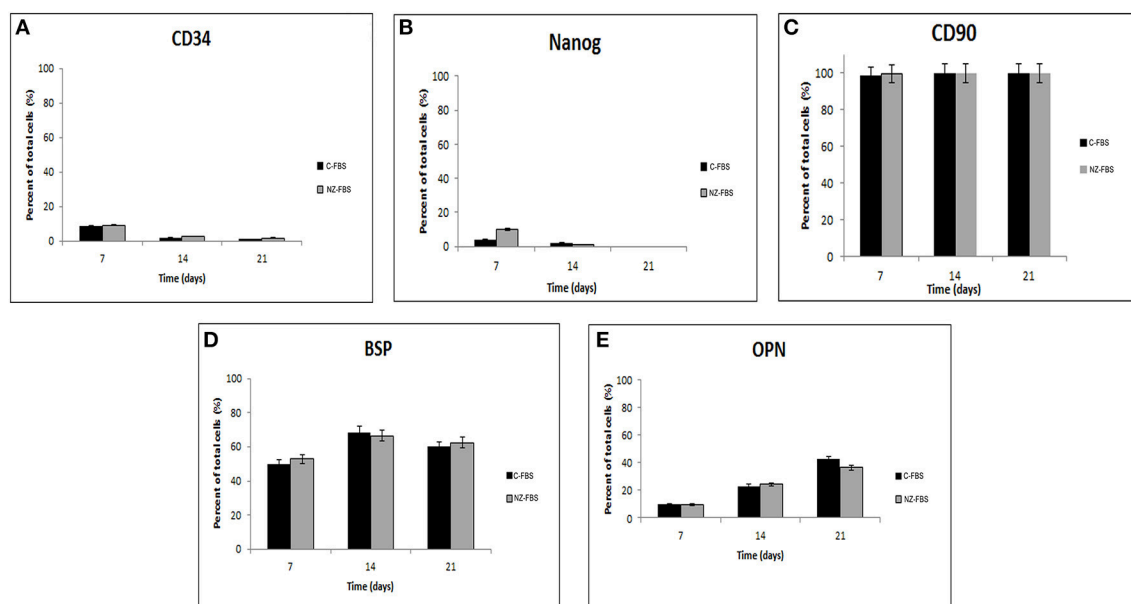 A
CD34
Percent of total cells (%)
100
80
60
40
20
0
7 14 21
Time (days)
C-FBS
NZ-FBS
B
Nanog
Percent of total cells (%)
100
80
60
40
20
0
7 14 21
Time (days)
C-FBS
NZ-FBS
C
CD90
Percent of total cells (%)
100
80
60
40
20
0
7 14 21
Time (days)
C-FBS
NZ-FBS
D
BSP
Percent of total cells (%)
100
80
60
40
20
0
7 14 21
Time (days)
C-FBS
NZ-FBS
E
OPN
Percent of total cells (%)
100
80
60
40
20
0
7 14 21
Time (days)
C-FBS
NZ-FBS